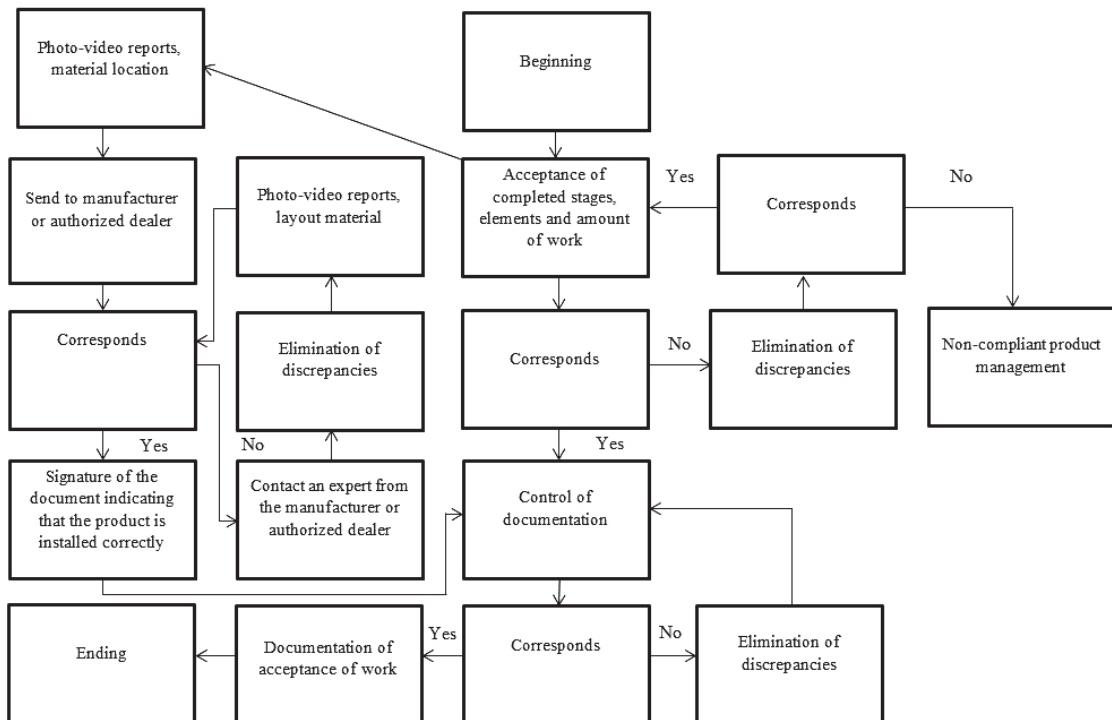 Photo-video reports,
material location
Beginning
Send to manufacturer
or authorized dealer
Photo-video reports,
layout material
Acceptance of
completed stages,
elements and amount
of work
Yes
Corresponds
No
Corresponds
Elimination of
discrepancies
Corresponds
No
Elimination of
discrepancies
Non-compliant product
management
Yes
No
Yes
Signature of the
document indicating
that the product is
installed correctly
Contact an expert from
the manufacturer or
authorized dealer
Control of
documentation
Ending
Documentation of
acceptance of work
Yes
Corresponds
No
Elimination of
discrepancies